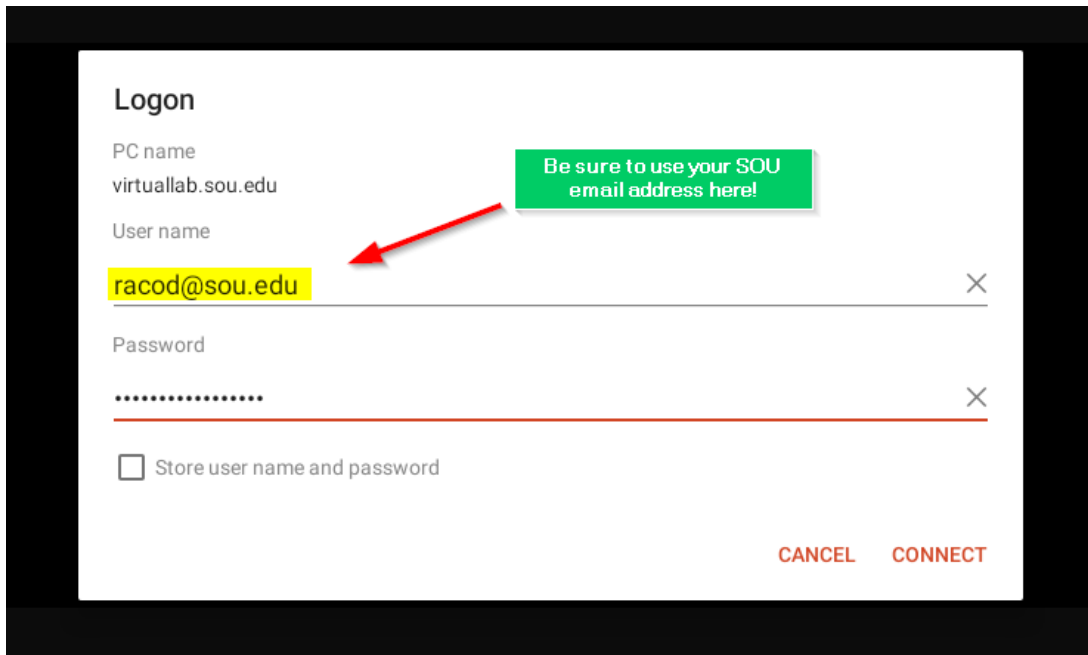 Logon
PC name
virtuallab.sou.edu
Be sure to use your SOU
email address here!
User name
racod@sou.edu
Password
•••••••••••••••••
Store user name and password
CANCEL CONNECT